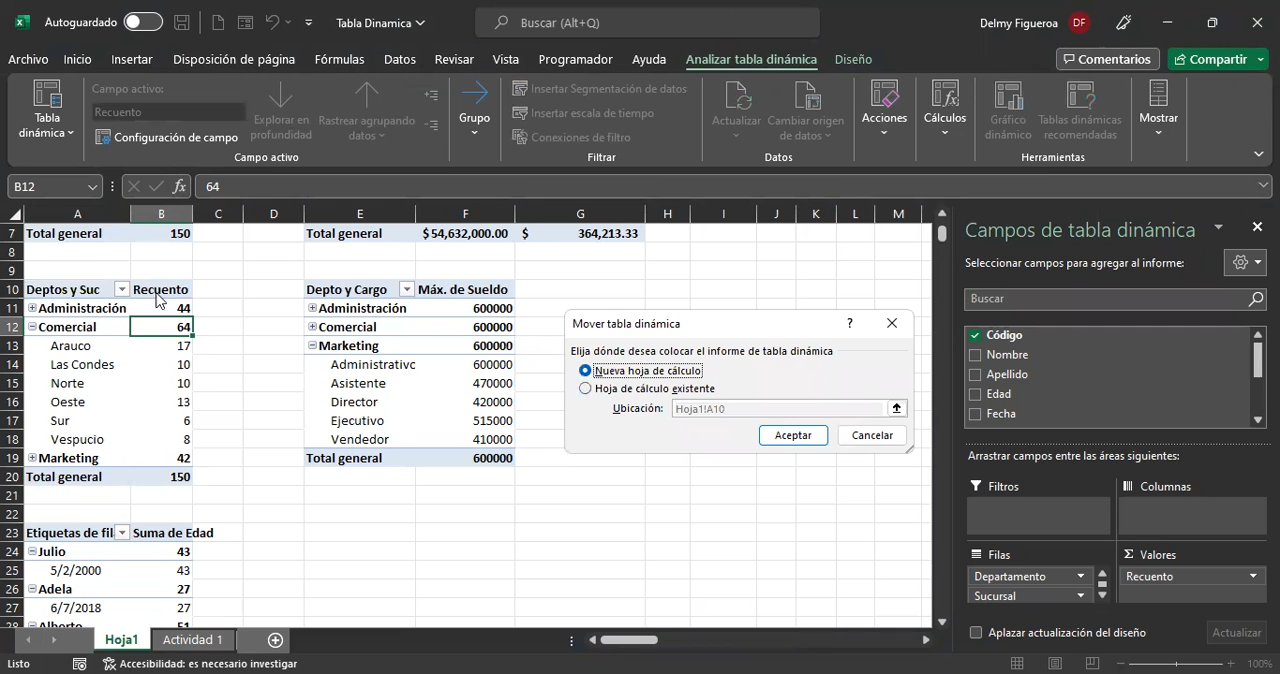 Autoguardado
Tabla Dinamica
Buscar (Alt+Q)
Delmy Figueroa
DF
Archivo Inicio Insertar Disposición de página Fórmulas Datos Revisar Vista Programador Ayuda Analizar tabla dinámica Diseño
Comentarios
Compartir
Tabla dinámica
Campo activo:
Recuento
Configuración de campo
Explorar en profundidad
Rastrear agrupando datos
Campo activo
Grupo
Insertar Segmentación de datos
Insertar escala de tiempo
Conexiones de filtro
Filtrar
Actualizar
Cambiar origen de datos
Datos
Acciones
Cálculos
Gráfico dinámico
Tablas dinámicas recomendadas
Herramientas
Mostrar
B12
fx
64
A B C D E F G H I J K L M
7 Total general 150 Total general $ 54,632,000.00 $ 364,213.33
8
9
10 Deptos y Suc Recuento Depto y Cargo Máx. de Sueldo
11 Administración 44 Administración 600000
12 Comercial 64 Comercial 600000
13 Arauco 17 Marketing 600000
14 Las Condes 10 Administrativo 600000
15 Norte 10 Asistente 470000
16 Oeste 13 Director 420000
17 Sur 6 Ejecutivo 515000
18 Vespucio 8 Vendedor 410000
19 Marketing 42 Total general 600000
20 Total general 150
21
22
23 Etiquetas de fil Suma de Edad
24 Julio 43
25 5/2/2000 43
26 Adela 27
27 6/7/2018 27
28 Alberto 51
Mover tabla dinámica
?
Elija dónde desea colocar el informe de tabla dinámica
Nueva hoja de cálculo
Hoja de cálculo existente
Ubicación: Hoja1!A10
Aceptar Cancelar
Campos de tabla dinámica
Seleccionar campos para agregar al informe:
Buscar
Código
Nombre
Apellido
Edad
Fecha
Arrastrar campos entre las áreas siguientes:
Filtros
Columnas
Filas
Departamento
Sucursal
Σ Valores
Recuento
Aplazar actualización del diseño
Actualizar
Hoja1 Actividad 1
Listo
Accesibilidad: es necesario investigar
100%